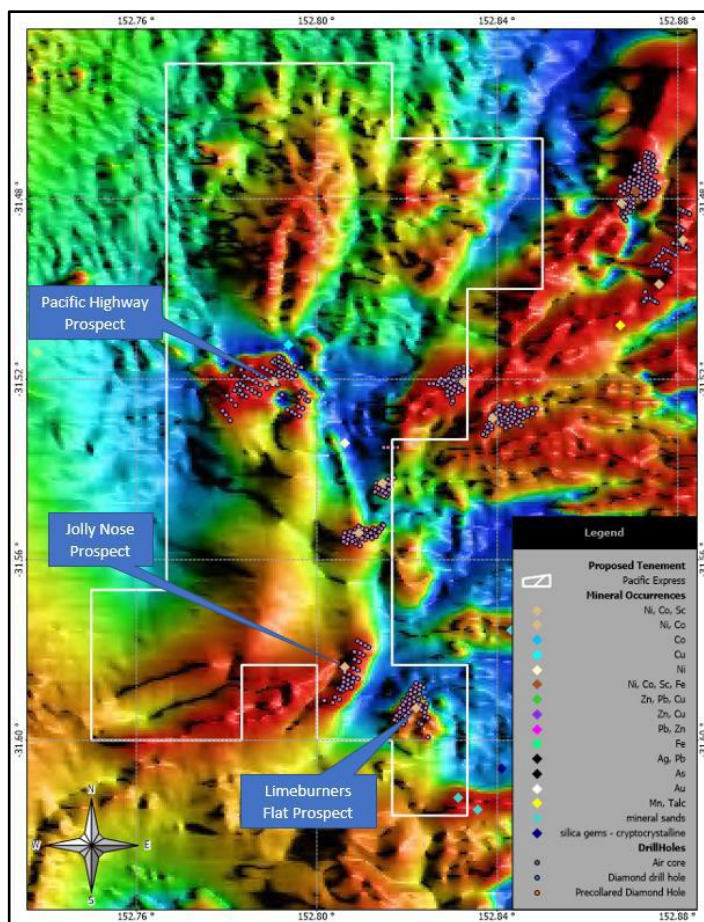 152.76 ° 152.80 ° 152.84 ° 152.88 °
-31.48 ° -31.48 °
Pacific Highway
Prospect
-31.52 ° -31.52 °
Jolly Nose
Prospect
-31.56 °
Legend
Proposed Tenement
Pacific Express
Mineral Occurrences
Ni, Co, Sc
Ni, Co
Co
Cu
Ni
Ni, Co, Sc, Fe
Zn, Pb, Cu
Zn, Cu
Pb, Zn
Fe
Ag, Pb
As
Au
Mn, Talc
mineral sands
silica gems - cryptocrystalline
DrillHoles
Air core
Diamond drill hole
Precollared Diamond Hole
-31.60 °
Limeburners
Flat Prospect
N
W E
S
152.76 ° 152.80 ° 152.84 ° 152.88 °